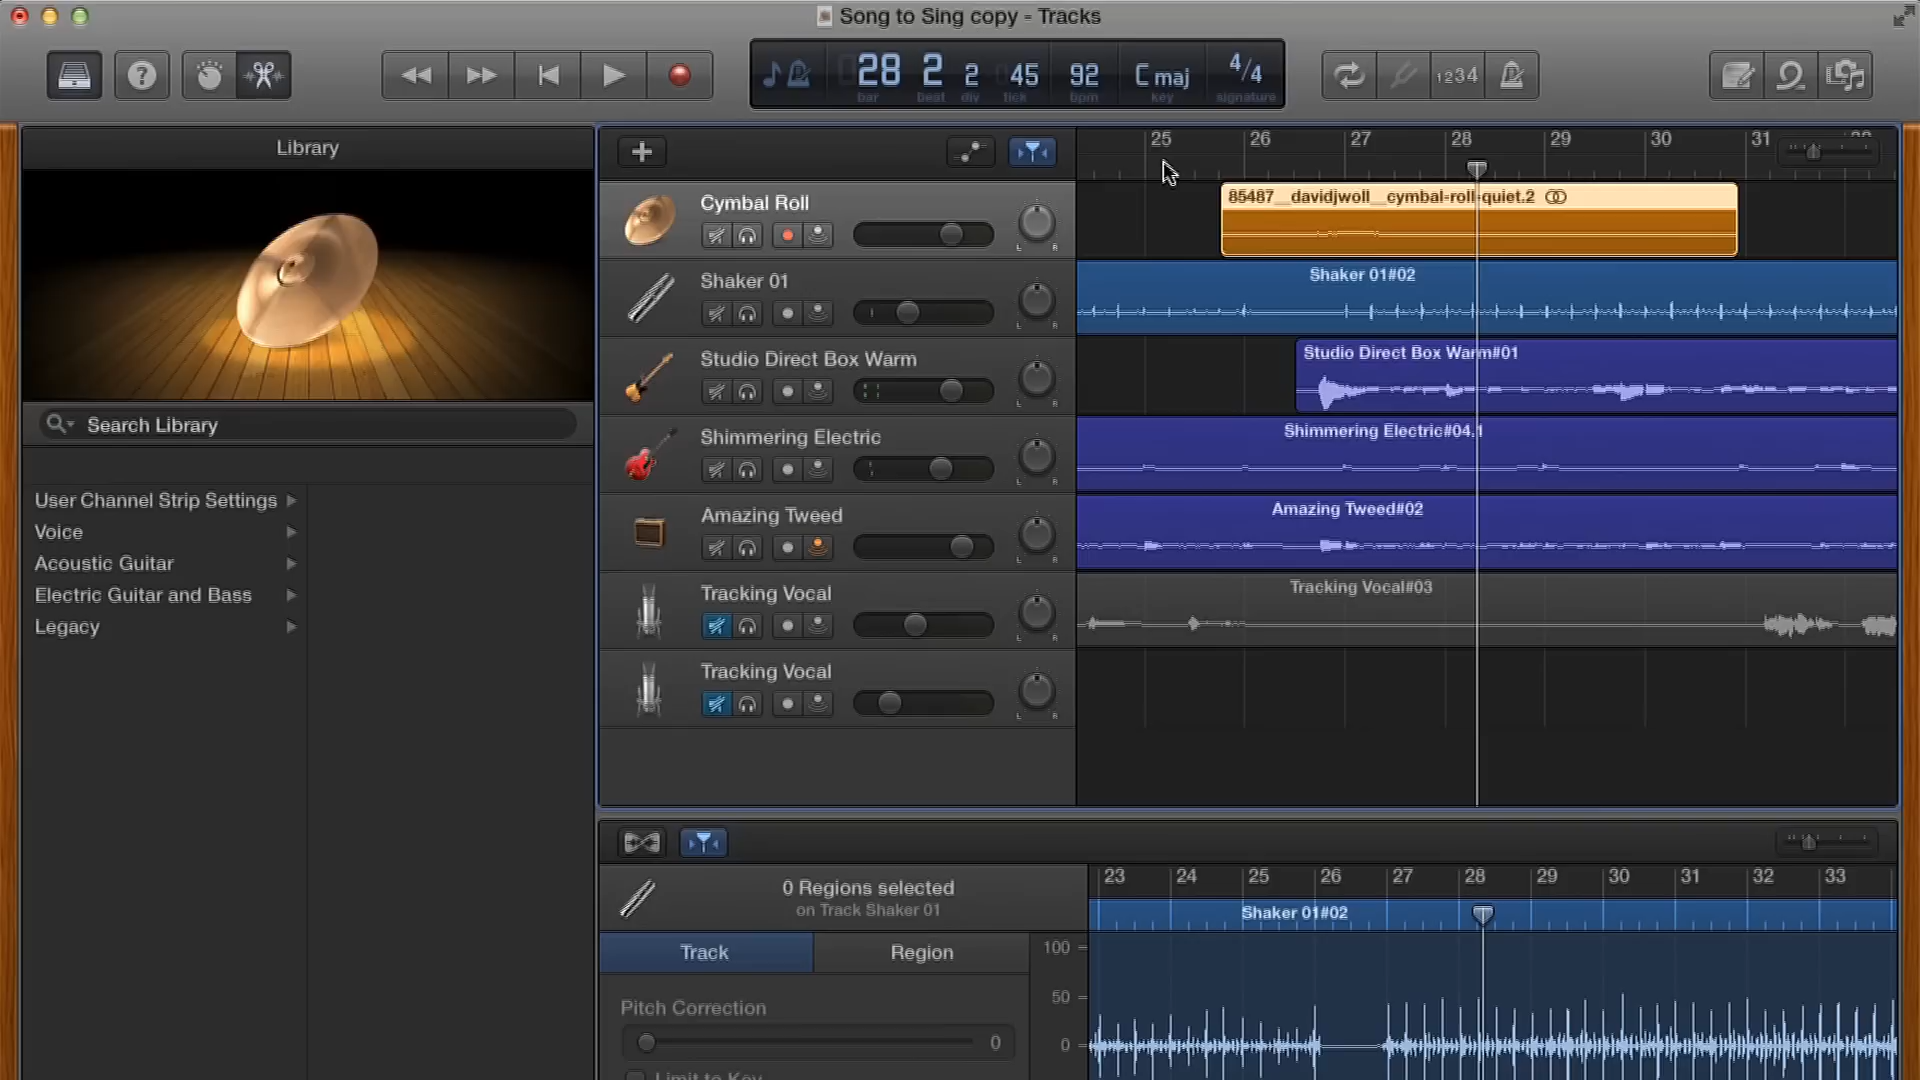 Song to Sing copy - Tracks
28 2 2 45 92 C maj 4/4
bar beat div tick bpm key signature
1234
Library
Search Library
User Channel Strip Settings
Voice
Acoustic Guitar
Electric Guitar and Bass
Legacy
25 26 27 28 29 30 31
Cymbal Roll
L R
85487__davidjwoll__cymbal-roll-quiet.2
Shaker 01
L R
Shaker 01#02
Studio Direct Box Warm
L R
Studio Direct Box Warm#01
Shimmering Electric
L R
Shimmering Electric#04.1
Amazing Tweed
L R
Amazing Tweed#02
Tracking Vocal
L R
Tracking Vocal#03
Tracking Vocal
L R
0 Regions selected
on Track Shaker 01
23 24 25 26 27 28 29 30 31 32 33
Shaker 01#02
Track Region
100
50
0
Pitch Correction
0
Limit to Key